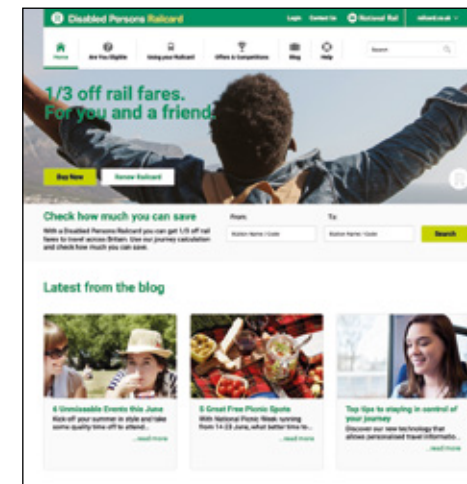 Disabled Persons Railcard
Login Contact Us National Rail railcard.co.uk
Home Are You Eligible Using your Railcard Offers & Competitions Blog Help Search
1/3 off rail fares.
For you and a friend.
Buy Now Renew Railcard
Check how much you can save From: To:
With a Disabled Persons Railcard you can get 1/3 off rail
fares to travel across Britain. Use our journey calculation
and check how much you can save.
Station Name / Code Station Name / Code Search
Latest from the blog
6 Unmissable Events this June
Kick off your summer in style and take
some quality time off to attend...
...read more
5 Great Free Picnic Spots
With National Picnic Week running
from 14-23 June, what better time to...
...read more
Top tips to staying in control of
your journey
Discover our new technology that
allows personalised travel informatio...
...read more